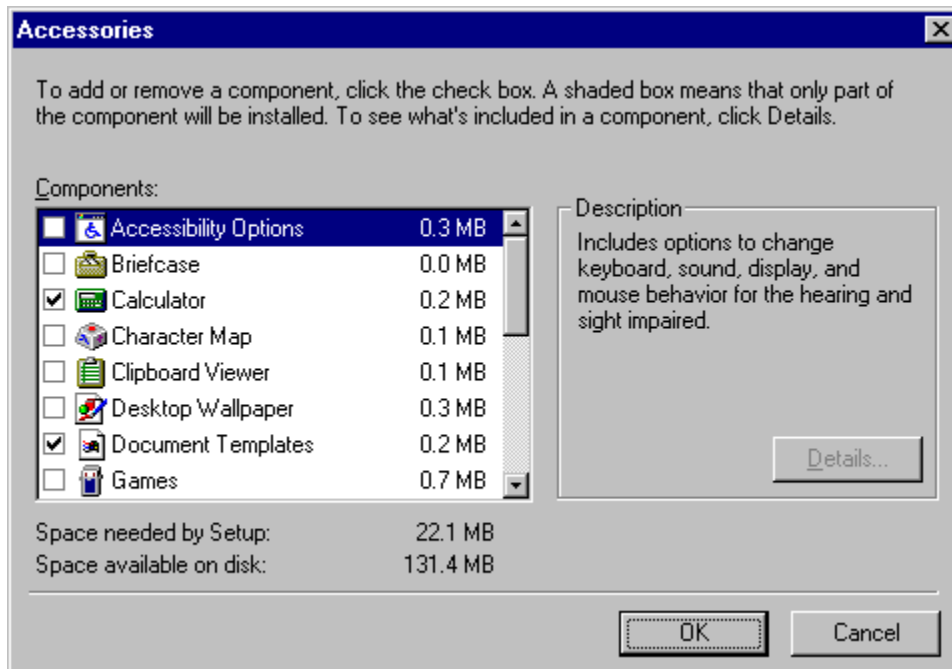 Accessories
To add or remove a component, click the check box. A shaded box means that only part of
the component will be installed. To see what's included in a component, click Details.
Components:
Accessibility Options 0.3 MB
Briefcase 0.0 MB
Calculator 0.2 MB
Character Map 0.1 MB
Clipboard Viewer 0.1 MB
Desktop Wallpaper 0.3 MB
Document Templates 0.2 MB
Games 0.7 MB
Description
Includes options to change
keyboard, sound, display, and
mouse behavior for the hearing and
sight impaired.
Details...
Space needed by Setup: 22.1 MB
Space available on disk: 131.4 MB
OK Cancel